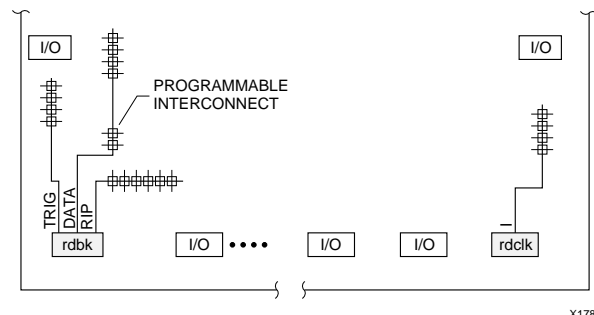 I/O
I/O
PROGRAMMABLE
INTERCONNECT
TRIG
DATA
RIP
I
rdbk
I/O
I/O
I/O
rdclk